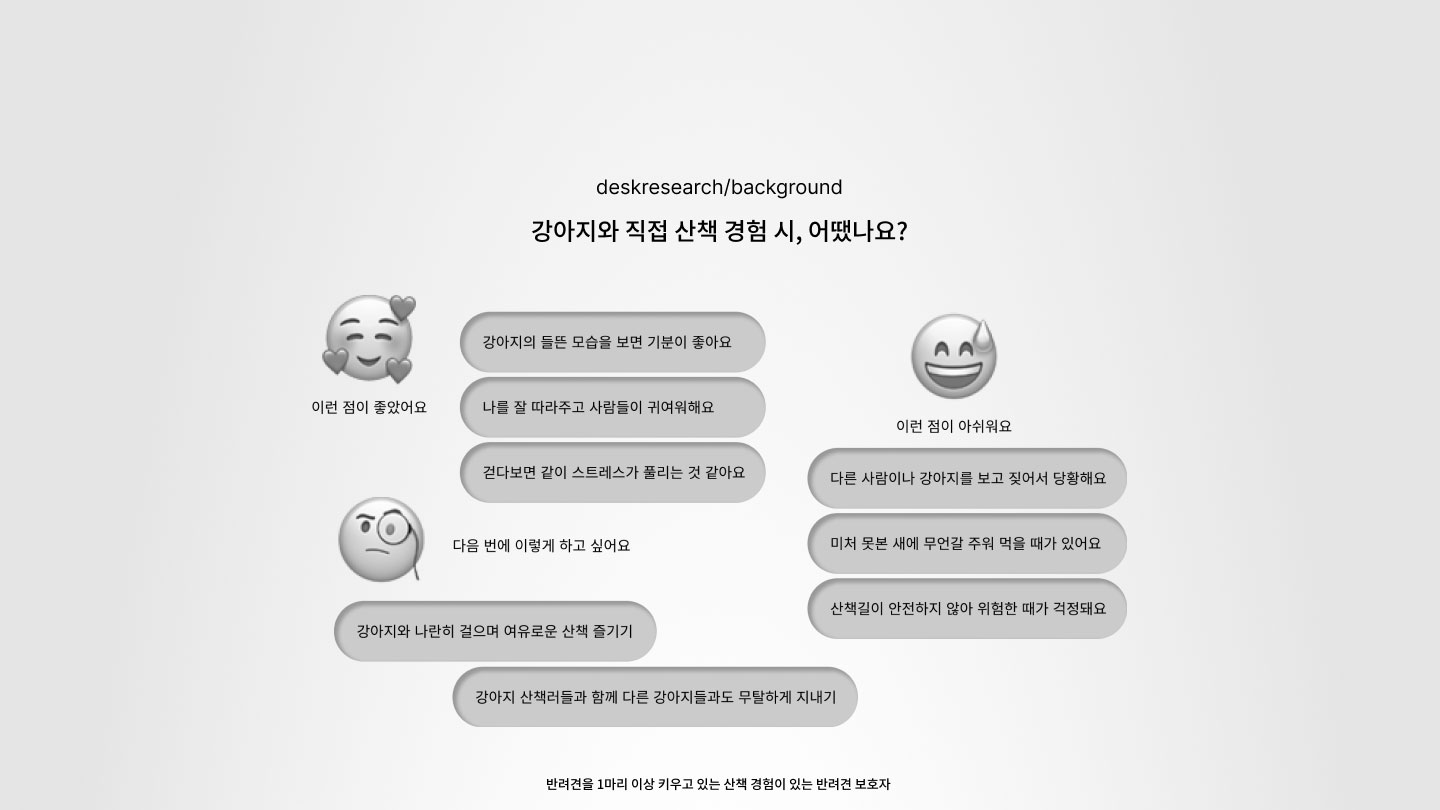 deskresearch/background
강아지와 직접 산책 경험 시, 어땠나요?
이런 점이 좋았어요
강아지의 들뜬 모습을 보면 기분이 좋아요
나를 잘 따라주고 사람들이 귀여워해요
걷다보면 같이 스트레스가 풀리는 것 같아요
이런 점이 아쉬워요
다른 사람이나 강아지를 보고 짖어서 당황해요
미처 못본 새에 무언갈 주워 먹을 때가 있어요
산책길이 안전하지 않아 위험한 때가 걱정돼요
다음 번에 이렇게 하고 싶어요
강아지와 나란히 걸으며 여유로운 산책 즐기기
강아지 산책러들과 함께 다른 강아지들과도 무탈하게 지내기
반려견을 1마리 이상 키우고 있는 산책 경험이 있는 반려견 보호자